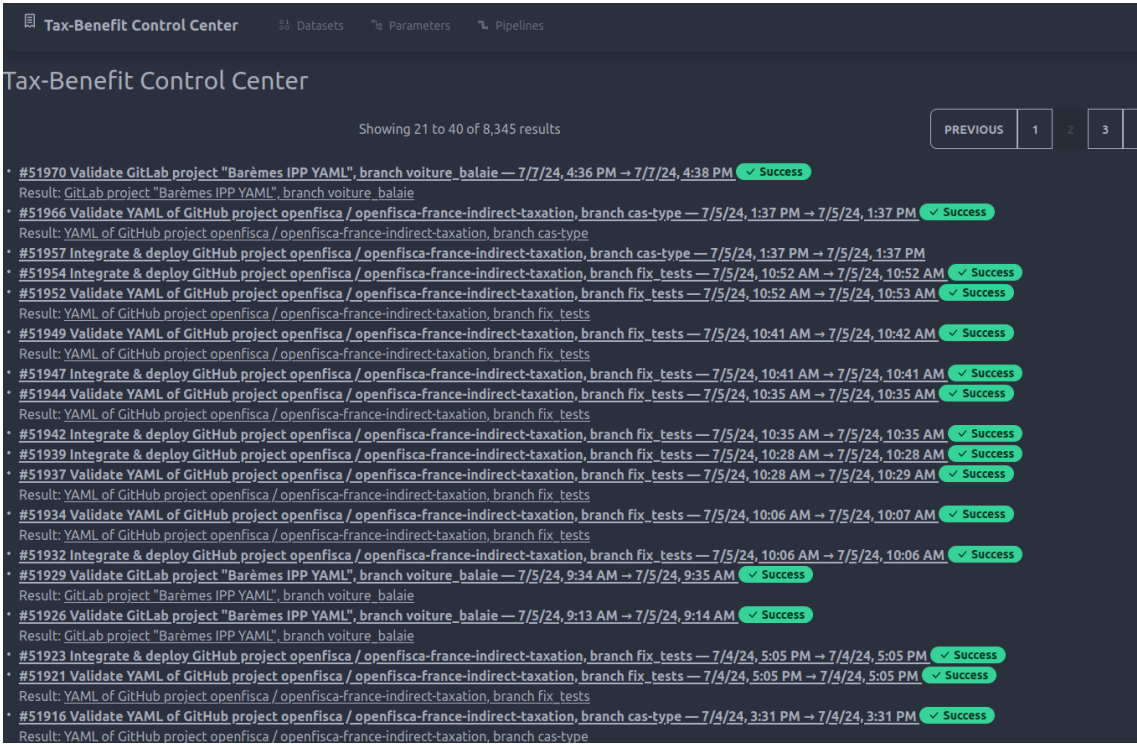 Tax-Benefit Control Center Datasets Parameters Pipelines
Tax-Benefit Control Center
Showing 21 to 40 of 8,345 results PREVIOUS 1 2 3
• #51970 Validate GitLab project "Barèmes IPP YAML", branch voiture_balaie — 7/7/24, 4:36 PM → 7/7/24, 4:38 PM ✓ Success
Result: GitLab project "Barèmes IPP YAML", branch voiture_balaie
• #51966 Validate YAML of GitHub project openfisca / openfisca-france-indirect-taxation, branch cas-type — 7/5/24, 1:37 PM → 7/5/24, 1:37 PM ✓ Success
Result: YAML of GitHub project openfisca / openfisca-france-indirect-taxation, branch cas-type
• #51957 Integrate & deploy GitHub project openfisca / openfisca-france-indirect-taxation, branch cas-type — 7/5/24, 1:37 PM → 7/5/24, 1:37 PM
• #51954 Integrate & deploy GitHub project openfisca / openfisca-france-indirect-taxation, branch fix_tests — 7/5/24, 10:52 AM → 7/5/24, 10:52 AM ✓ Success
• #51952 Validate YAML of GitHub project openfisca / openfisca-france-indirect-taxation, branch fix_tests — 7/5/24, 10:52 AM → 7/5/24, 10:53 AM ✓ Success
Result: YAML of GitHub project openfisca / openfisca-france-indirect-taxation, branch fix_tests
• #51949 Validate YAML of GitHub project openfisca / openfisca-france-indirect-taxation, branch fix_tests — 7/5/24, 10:41 AM → 7/5/24, 10:42 AM ✓ Success
Result: YAML of GitHub project openfisca / openfisca-france-indirect-taxation, branch fix_tests
• #51947 Integrate & deploy GitHub project openfisca / openfisca-france-indirect-taxation, branch fix_tests — 7/5/24, 10:41 AM → 7/5/24, 10:41 AM ✓ Success
• #51944 Validate YAML of GitHub project openfisca / openfisca-france-indirect-taxation, branch fix_tests — 7/5/24, 10:35 AM → 7/5/24, 10:35 AM ✓ Success
Result: YAML of GitHub project openfisca / openfisca-france-indirect-taxation, branch fix_tests
• #51942 Integrate & deploy GitHub project openfisca / openfisca-france-indirect-taxation, branch fix_tests — 7/5/24, 10:35 AM → 7/5/24, 10:35 AM ✓ Success
• #51939 Integrate & deploy GitHub project openfisca / openfisca-france-indirect-taxation, branch fix_tests — 7/5/24, 10:28 AM → 7/5/24, 10:28 AM ✓ Success
• #51937 Validate YAML of GitHub project openfisca / openfisca-france-indirect-taxation, branch fix_tests — 7/5/24, 10:28 AM → 7/5/24, 10:29 AM ✓ Success
Result: YAML of GitHub project openfisca / openfisca-france-indirect-taxation, branch fix_tests
• #51934 Validate YAML of GitHub project openfisca / openfisca-france-indirect-taxation, branch fix_tests — 7/5/24, 10:06 AM → 7/5/24, 10:07 AM ✓ Success
Result: YAML of GitHub project openfisca / openfisca-france-indirect-taxation, branch fix_tests
• #51932 Integrate & deploy GitHub project openfisca / openfisca-france-indirect-taxation, branch fix_tests — 7/5/24, 10:06 AM → 7/5/24, 10:06 AM ✓ Success
• #51929 Validate GitLab project "Barèmes IPP YAML", branch voiture_balaie — 7/5/24, 9:34 AM → 7/5/24, 9:35 AM ✓ Success
Result: GitLab project "Barèmes IPP YAML", branch voiture_balaie
• #51926 Validate GitLab project "Barèmes IPP YAML", branch voiture_balaie — 7/5/24, 9:13 AM → 7/5/24, 9:14 AM ✓ Success
Result: GitLab project "Barèmes IPP YAML", branch voiture_balaie
• #51923 Integrate & deploy GitHub project openfisca / openfisca-france-indirect-taxation, branch fix_tests — 7/4/24, 5:05 PM → 7/4/24, 5:05 PM ✓ Success
• #51921 Validate YAML of GitHub project openfisca / openfisca-france-indirect-taxation, branch fix_tests — 7/4/24, 5:05 PM → 7/4/24, 5:05 PM ✓ Success
Result: YAML of GitHub project openfisca / openfisca-france-indirect-taxation, branch fix_tests
• #51916 Validate YAML of GitHub project openfisca / openfisca-france-indirect-taxation, branch cas-type — 7/4/24, 3:31 PM → 7/4/24, 3:31 PM ✓ Success
Result: YAML of GitHub project openfisca / openfisca-france-indirect-taxation, branch cas-type